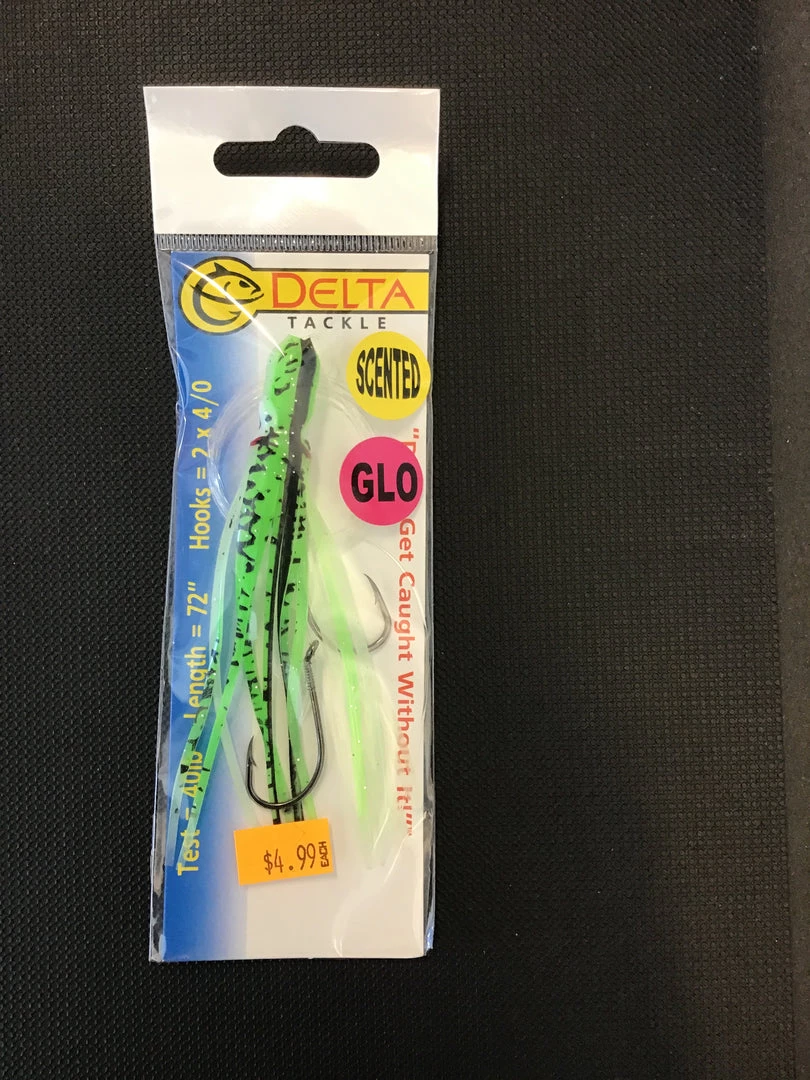 DELTA
TACKLE
SCENTED
GLO
Hooks = 2 x 4/0
Length = 72"
Test = 40lb
Get Caught Without It!"
$4.99 EACH